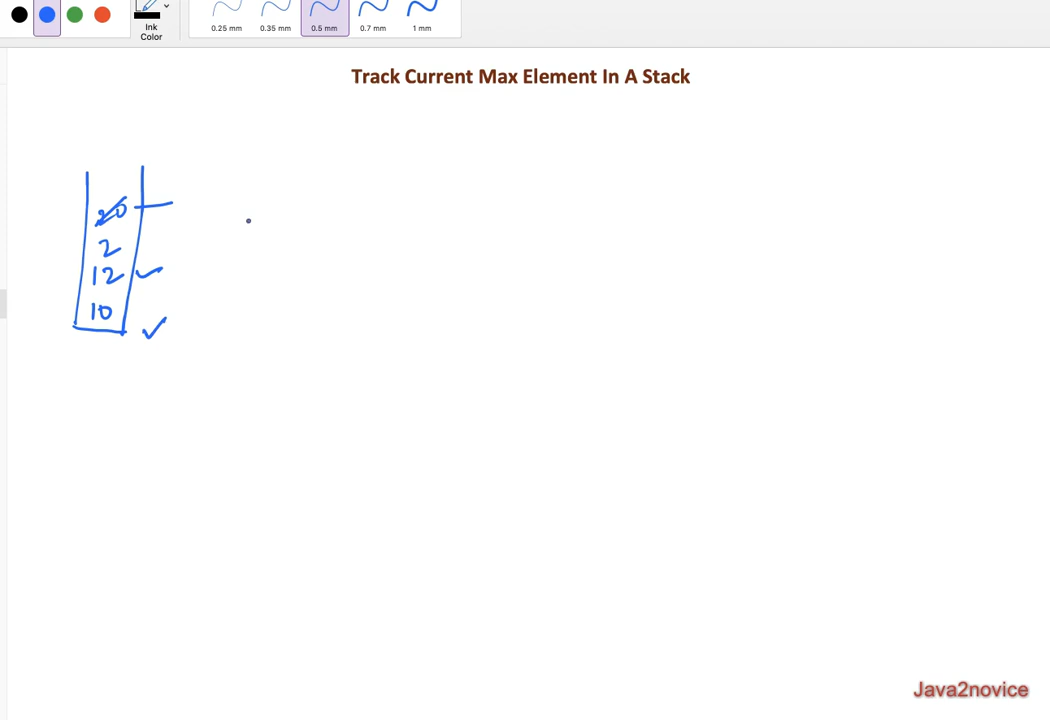 Ink
Color
0.25 mm 0.35 mm 0.5 mm 0.7 mm 1 mm
Track Current Max Element In A Stack
20
2
12
10
Java2novice